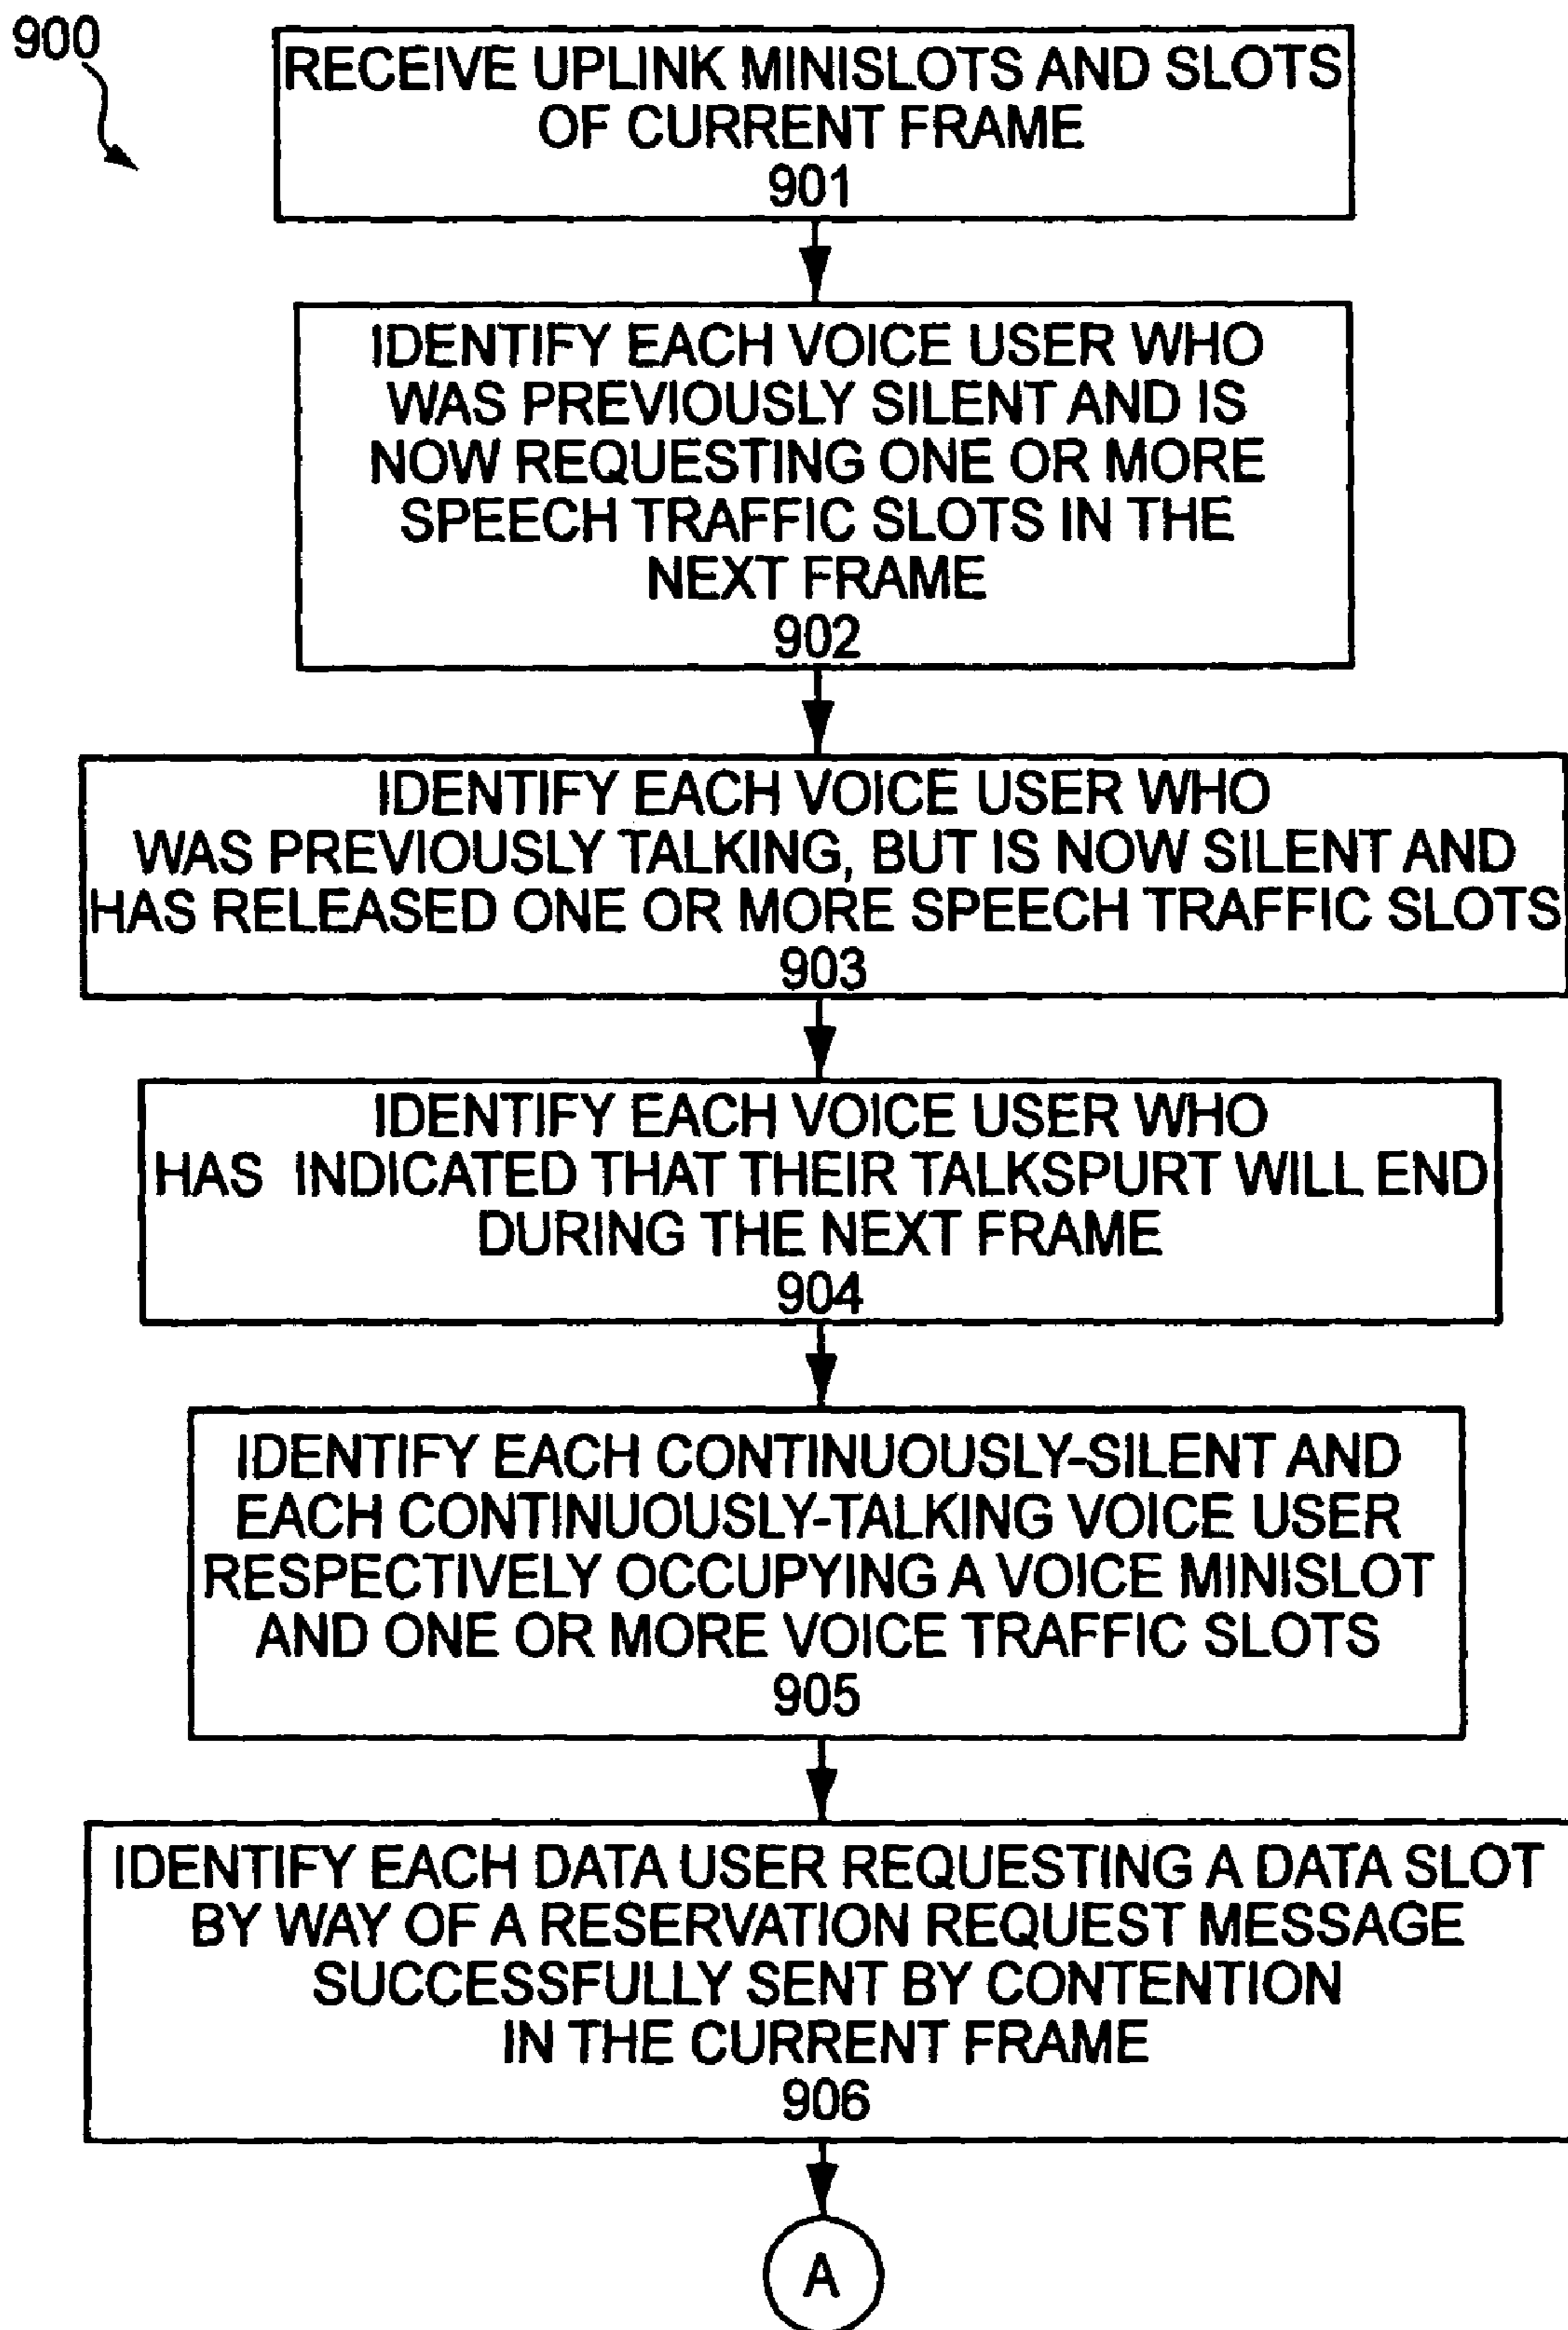 900
RECEIVE UPLINK MINISLOTS AND SLOTS
OF CURRENT FRAME
901
IDENTIFY EACH VOICE USER WHO
WAS PREVIOUSLY SILENT AND IS
NOW REQUESTING ONE OR MORE
SPEECH TRAFFIC SLOTS IN THE
NEXT FRAME
902
IDENTIFY EACH VOICE USER WHO
WAS PREVIOUSLY TALKING, BUT IS NOW SILENT AND
HAS RELEASED ONE OR MORE SPEECH TRAFFIC SLOTS
903
IDENTIFY EACH VOICE USER WHO
HAS INDICATED THAT THEIR TALKSPURT WILL END
DURING THE NEXT FRAME
904
IDENTIFY EACH CONTINUOUSLY-SILENT AND
EACH CONTINUOUSLY-TALKING VOICE USER
RESPECTIVELY OCCUPYING A VOICE MINISLOT
AND ONE OR MORE VOICE TRAFFIC SLOTS
905
IDENTIFY EACH DATA USER REQUESTING A DATA SLOT
BY WAY OF A RESERVATION REQUEST MESSAGE
SUCCESSFULLY SENT BY CONTENTION
IN THE CURRENT FRAME
906
A